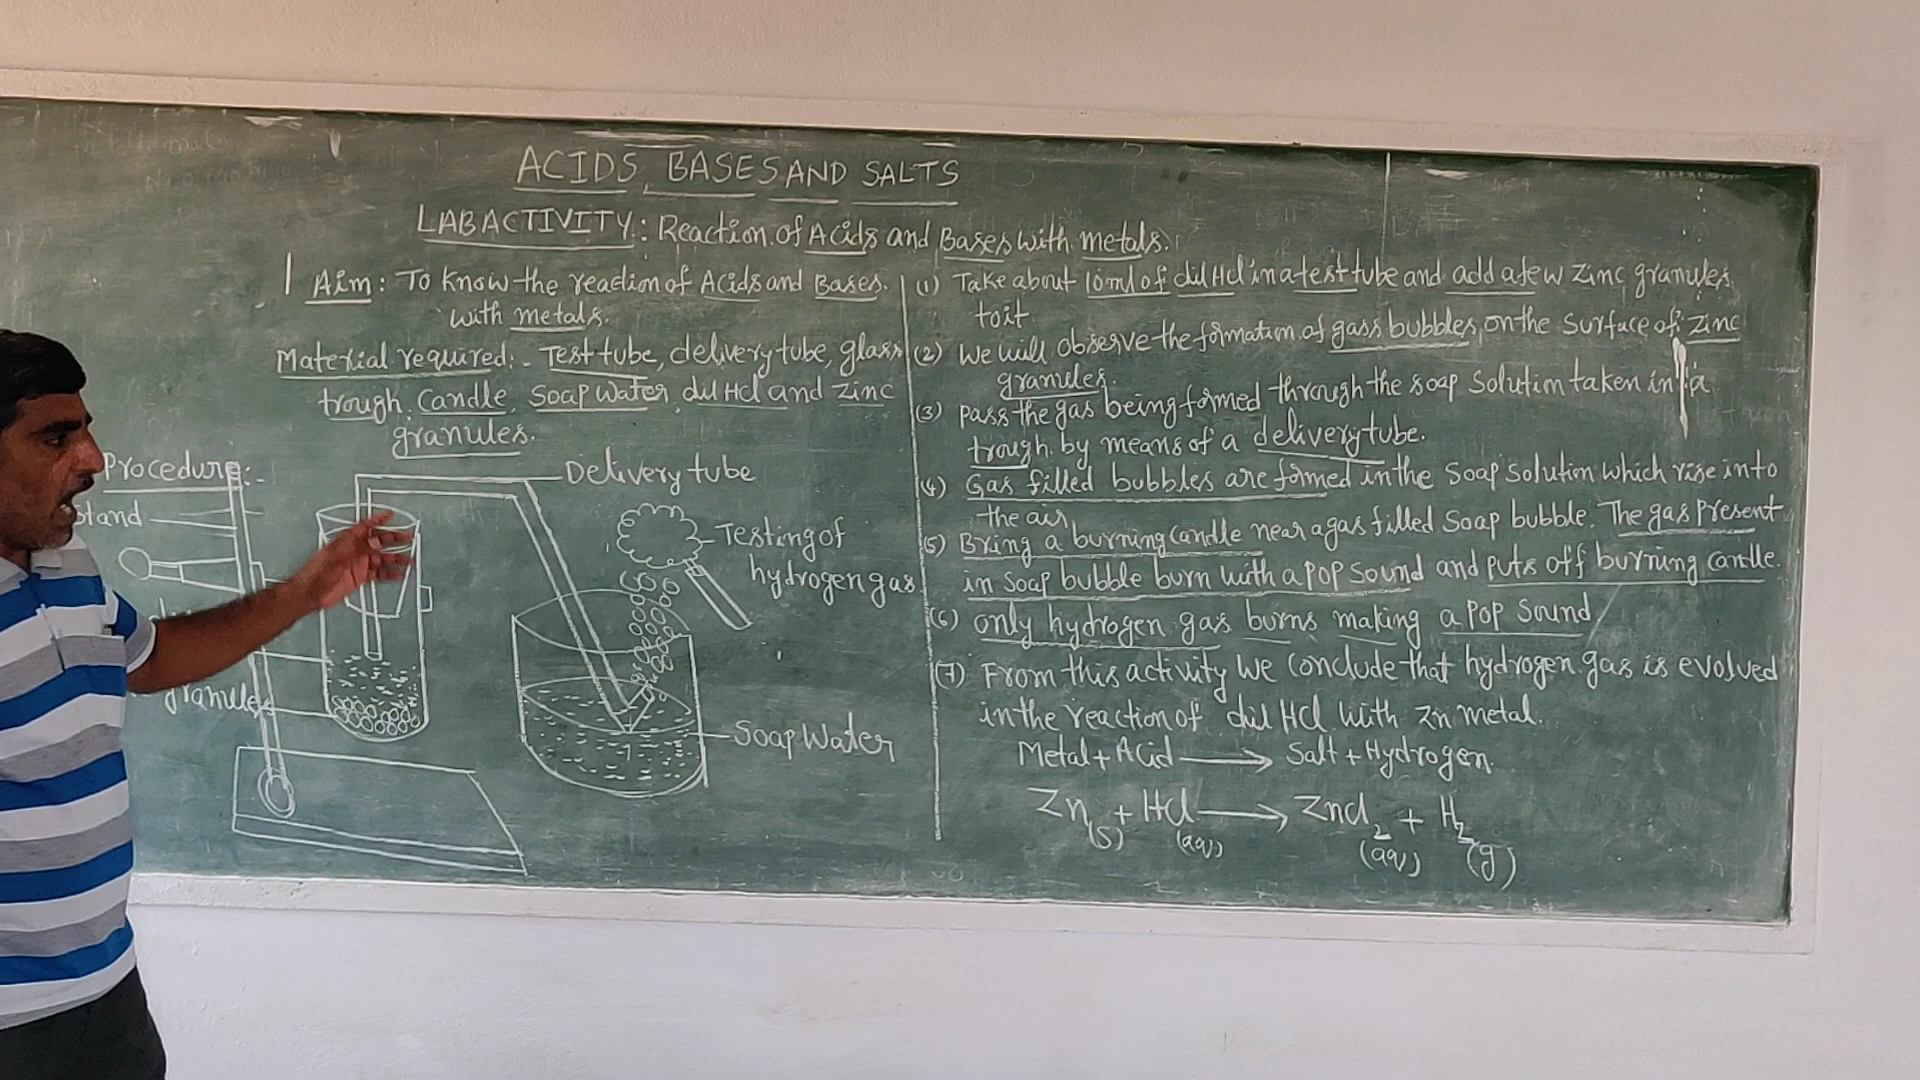 ACIDS, BASES AND SALTS
LAB ACTIVITY: Reaction of Acids and Bases with metals.
Aim: To know the reaction of Acids and Bases.
with metals.
Material required:- Test tube, delivery tube, glass
trough, Candle, Soap Water, dil Hcl and zinc
granules.
Procedure:-
Stand
granules
Delivery tube
Testing of
hydrogen gas
Soap Water
(1) Take about 10ml of dil Hcl in a test tube and add a few zinc granules
to it
(2) We will observe the formation of gass bubbles, on the surface of zinc
granules.
(3) pass the gas being formed through the soap solution taken in a
trough by means of a delivery tube.
(4) Gas filled bubbles are formed in the soap solution which rise into
the air
(5) Bring a burning candle near a gas filled soap bubble. The gas present
in soap bubble burn with a pop sound and puts off burning candle.
(6) only hydrogen gas burns making a pop sound
(7) From this activity we conclude that hydrogen gas is evolved
in the reaction of dil HCl with Zn metal.
Metal + Acid → Salt + Hydrogen.
Zn(s) + Hcl(aq) → Zncl2(aq) + H2(g)